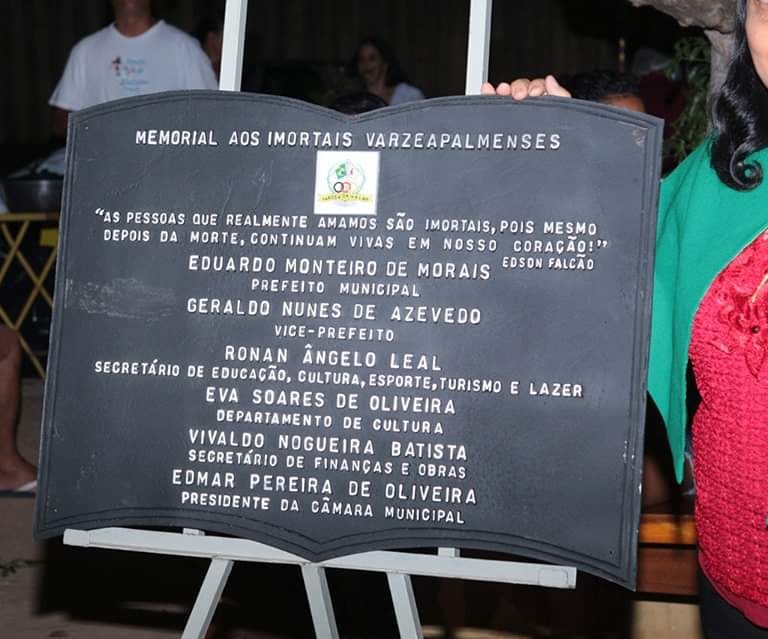 MEMORIAL AOS IMORTAIS VARZEAPALMENSES
"AS PESSOAS QUE REALMENTE AMAMOS SÃO IMORTAIS, POIS MESMO
DEPOIS DA MORTE, CONTINUAM VIVAS EM NOSSO CORAÇÃO!"
EDSON FALCÃO
EDUARDO MONTEIRO DE MORAIS
PREFEITO MUNICIPAL
GERALDO NUNES DE AZEVEDO
VICE-PREFEITO
RONAN ÂNGELO LEAL
SECRETÁRIO DE EDUCAÇÃO, CULTURA, ESPORTE, TURISMO E LAZER
EVA SOARES DE OLIVEIRA
DEPARTAMENTO DE CULTURA
VIVALDO NOGUEIRA BATISTA
SECRETÁRIO DE FINANÇAS E OBRAS
EDMAR PEREIRA DE OLIVEIRA
PRESIDENTE DA CÂMARA MUNICIPAL